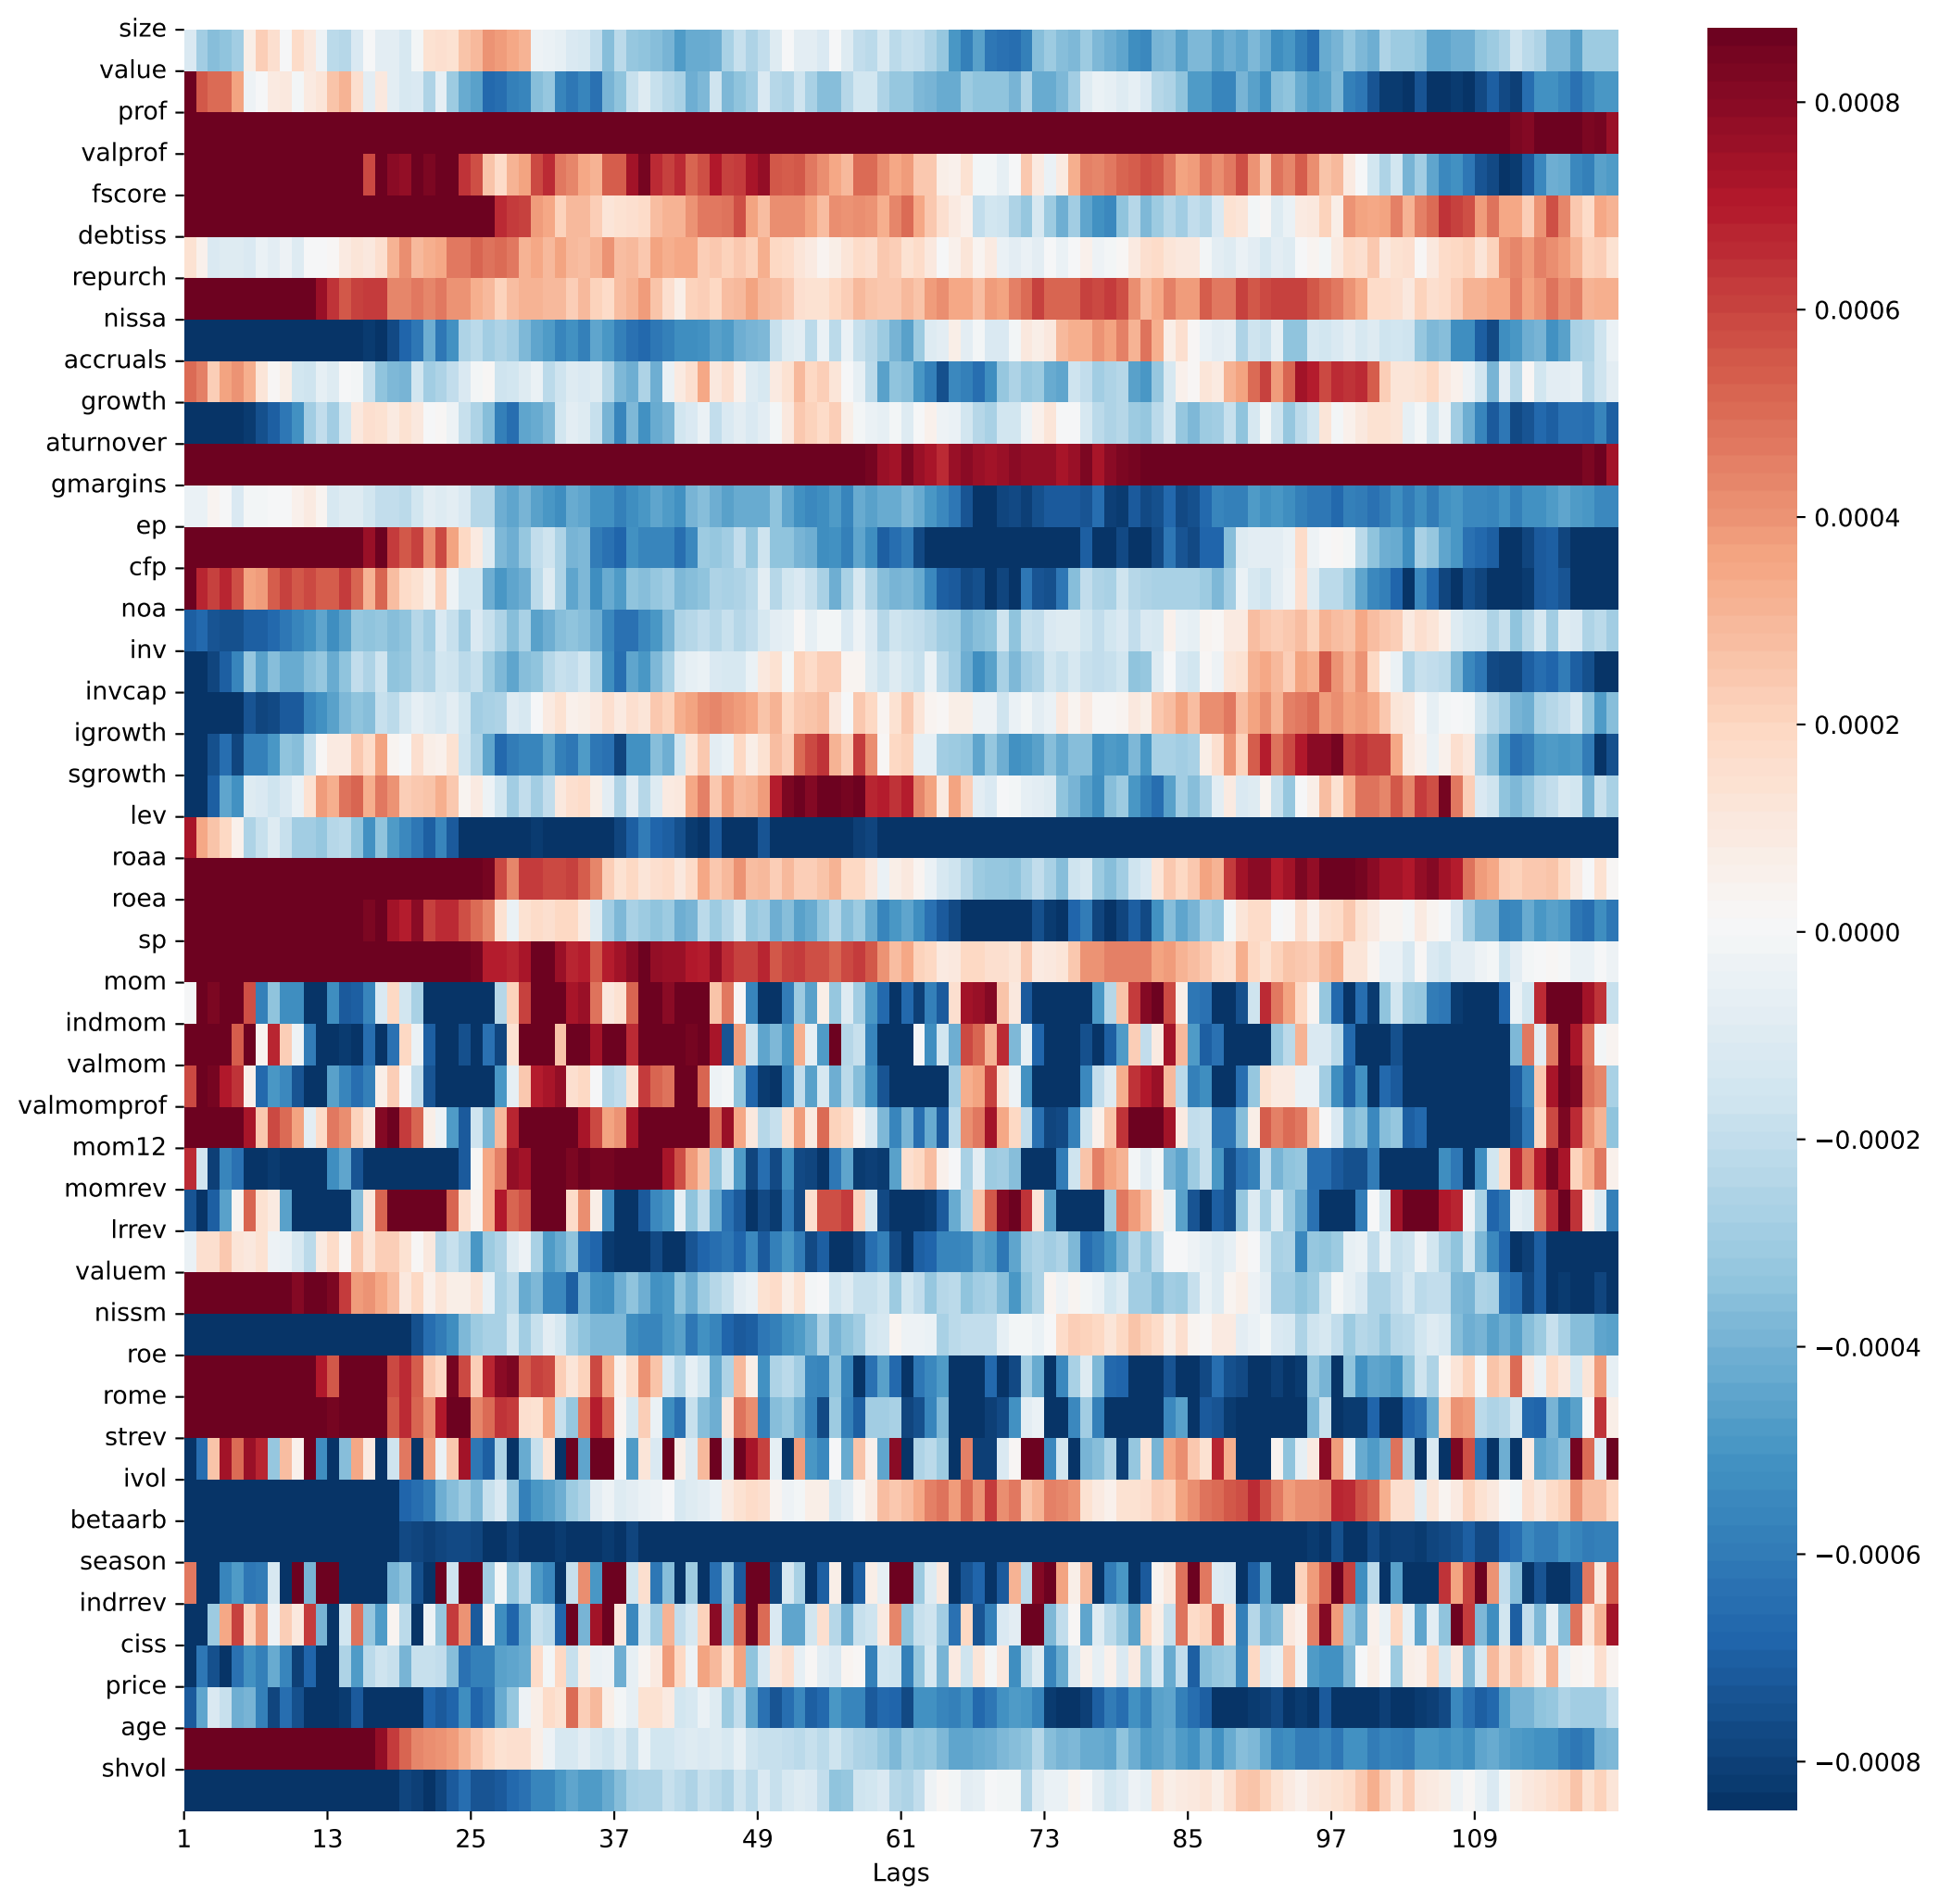 size
value
prof
valprof
fscore
debtiss
repurch
nissa
accruals
growth
aturnover
gmargins
ep
cfp
noa
inv
invcap
igrowth
sgrowth
lev
roaa
roea
sp
mom
indmom
valmom
valmomprof
mom12
momrev
lrrev
valuem
nissm
roe
rome
strev
ivol
betaarb
season
indrrev
ciss
price
age
shvol
1 13 25 37 49 61 73 85 97 109
Lags
0.0008
0.0006
0.0004
0.0002
0.0000
−0.0002
−0.0004
−0.0006
−0.0008